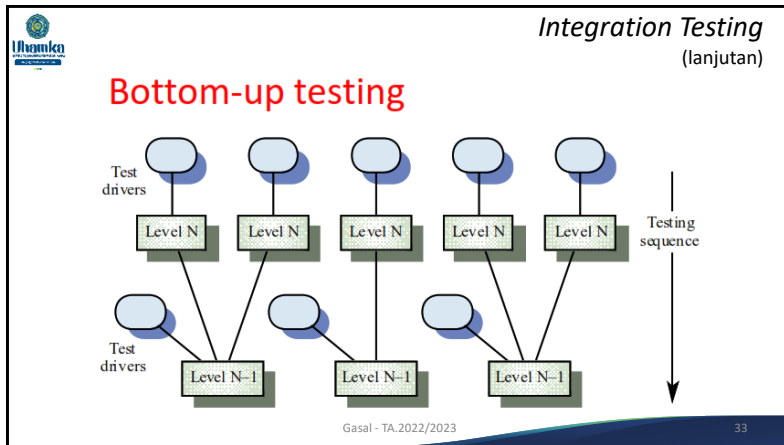 Uhamka
Integration Testing
(lanjutan)
Bottom-up testing
Test
drivers
Level N
Level N
Level N
Level N
Level N
Testing
sequence
Test
drivers
Level N–1
Level N–1
Level N–1
Gasal - TA.2022/2023
33